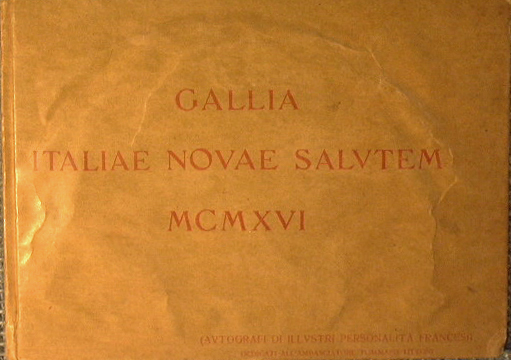 GALLIA
ITALIAE NOVAE SALVTEM
MCMXVI
(AVTOGRAFI DI ILLVSTRI PERSONALITÀ FRANCESI)